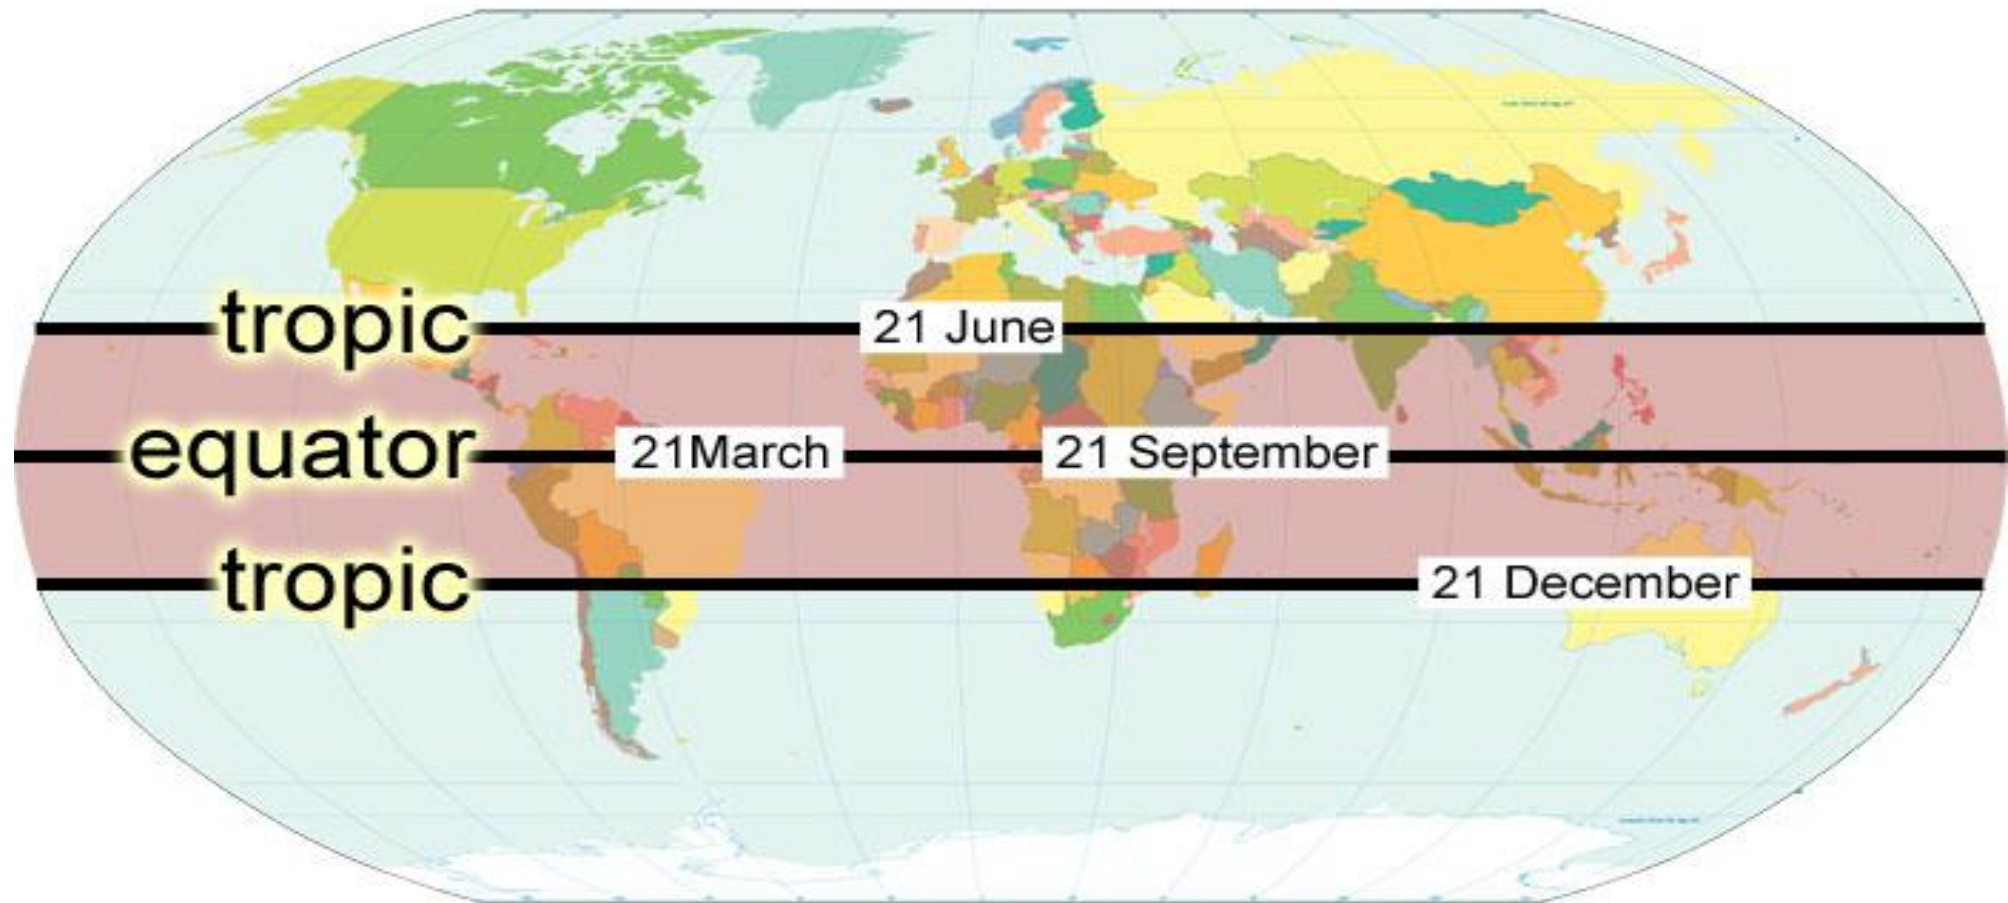 tropic
21 June
equator
21March
21 September
tropic
21 December